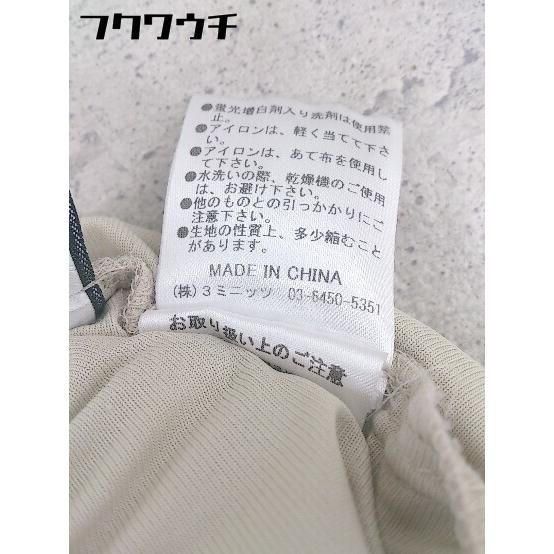 フクワウチ
●蛍光増白剤入り洗剤は使用禁
止。
●アイロンは、軽く当てて下さ
い。
●アイロンは、あて布を使用し
て下さい。
●水洗いの際、乾燥機のご使用
は、お避け下さい。
●他のものとの引っかかりにご
注意下さい。
●生地の性質上、多少縮むこと
があります。
MADE IN CHINA
(株)3ミニッツ 03-6450-5351
お取り扱い上のご注意